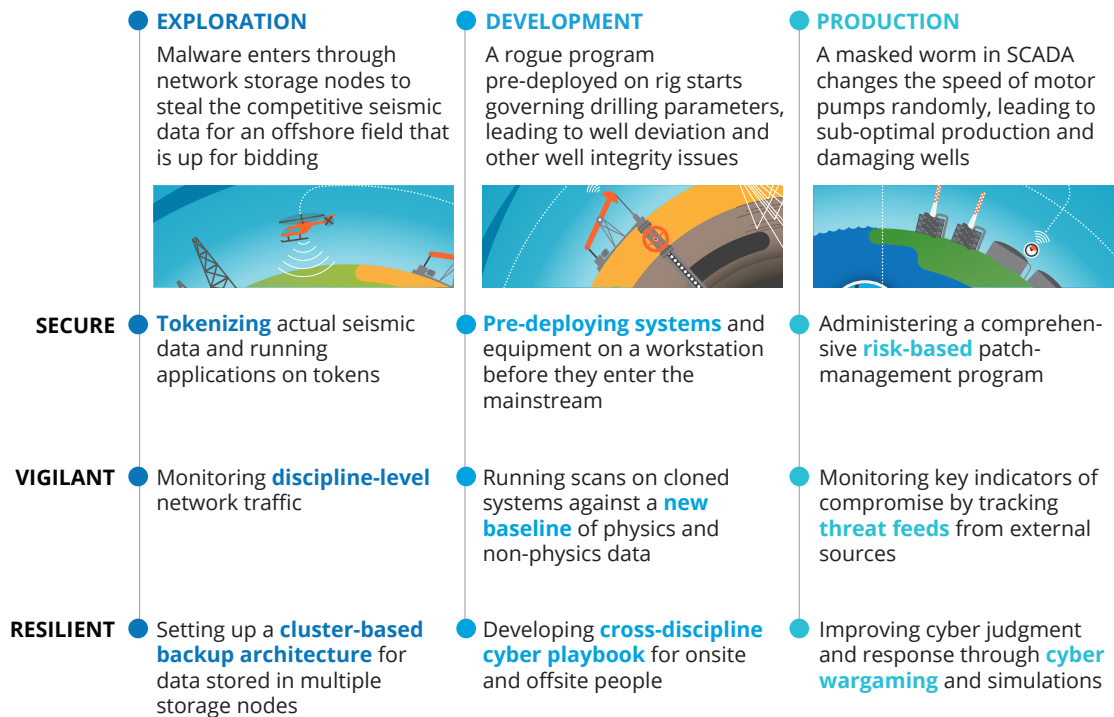 EXPLORATION
Malware enters through
network storage nodes to
steal the competitive seismic
data for an offshore field that
is up for bidding
DEVELOPMENT
A rogue program
pre-deployed on rig starts
governing drilling parameters,
leading to well deviation and
other well integrity issues
PRODUCTION
A masked worm in SCADA
changes the speed of motor
pumps randomly, leading to
sub-optimal production and
damaging wells
SECURE
Tokenizing actual seismic
data and running
applications on tokens
Pre-deploying systems and
equipment on a workstation
before they enter the
mainstream
Administering a comprehen-
sive risk-based patch-
management program
VIGILANT
Monitoring discipline-level
network traffic
Running scans on cloned
systems against a new
baseline of physics and
non-physics data
Monitoring key indicators of
compromise by tracking
threat feeds from external
sources
RESILIENT
Setting up a cluster-based
backup architecture for
data stored in multiple
storage nodes
Developing cross-discipline
cyber playbook for onsite
and offsite people
Improving cyber judgment
and response through cyber
wargaming and simulations